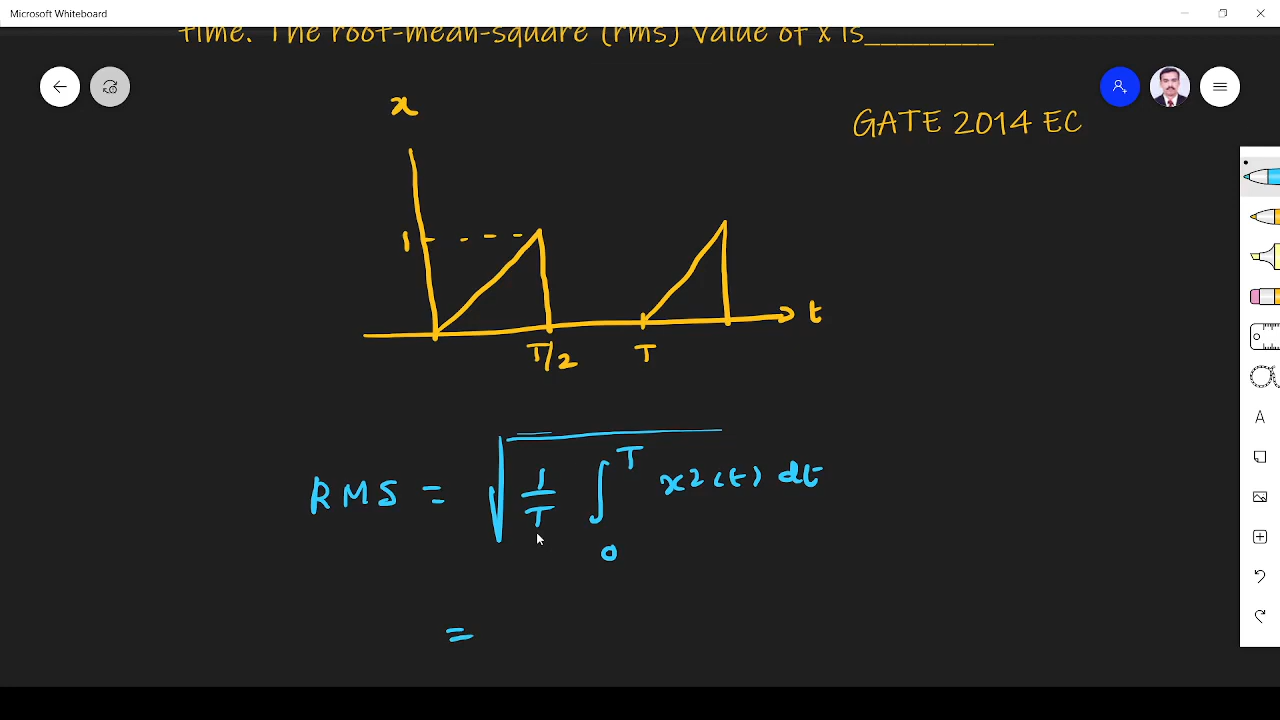 Microsoft Whiteboard
time. The root-mean-square (rms) value of x is________
GATE 2014 EC
x
1
t
T/2 T
RMS = √ 1/T ∫ 0 T x2(t) dt
=
A